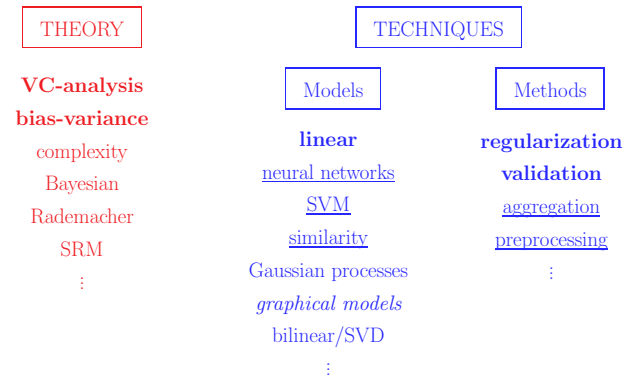 THEORY
TECHNIQUES
VC-analysis
bias-variance
complexity
Bayesian
Rademacher
SRM
⋮
Models
linear
neural networks
SVM
similarity
Gaussian processes
graphical models
bilinear/SVD
⋮
Methods
regularization
validation
aggregation
preprocessing
⋮